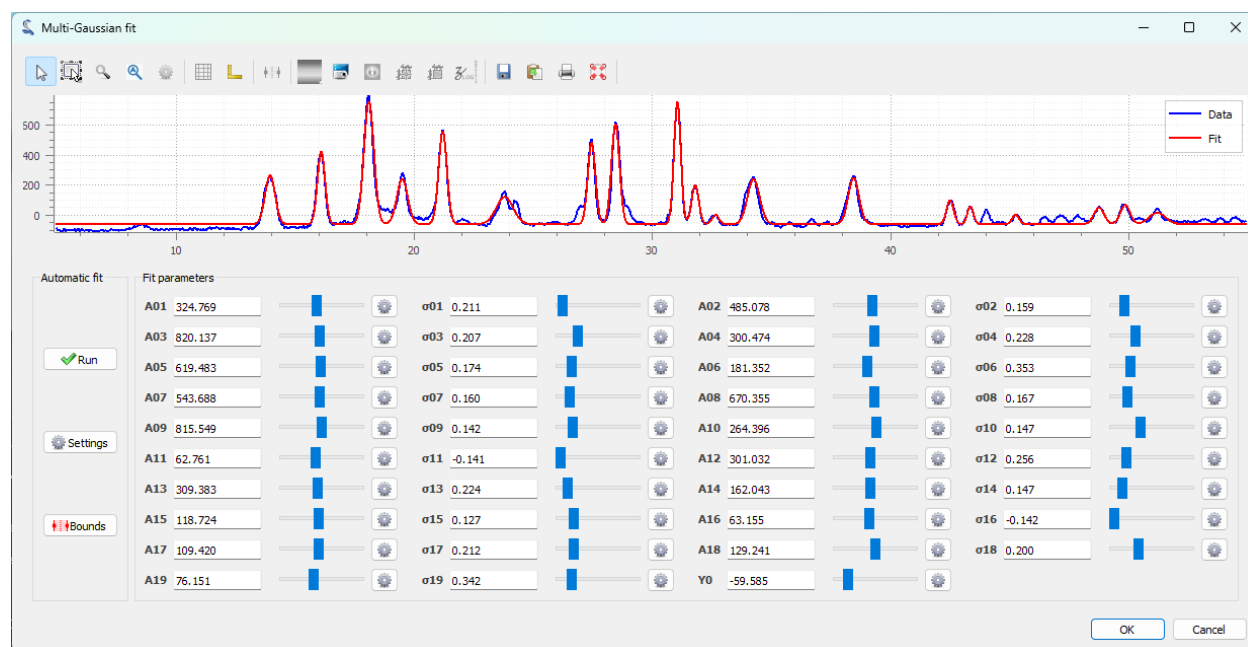 Multi-Gaussian fit
Data
Fit
500
400
200
0
10
20
30
40
50
Automatic fit
Fit parameters
Run
Settings
Bounds
A01 324.769 σ01 0.211 A02 485.078 σ02 0.159
A03 820.137 σ03 0.207 A04 300.474 σ04 0.228
A05 619.483 σ05 0.174 A06 181.352 σ06 0.353
A07 543.688 σ07 0.160 A08 670.355 σ08 0.167
A09 815.549 σ09 0.142 A10 264.396 σ10 0.147
A11 62.761 σ11 -0.141 A12 301.032 σ12 0.256
A13 309.383 σ13 0.224 A14 162.043 σ14 0.147
A15 118.724 σ15 0.127 A16 63.155 σ16 -0.142
A17 109.420 σ17 0.212 A18 129.241 σ18 0.200
A19 76.151 σ19 0.342 Y0 -59.585
OK Cancel